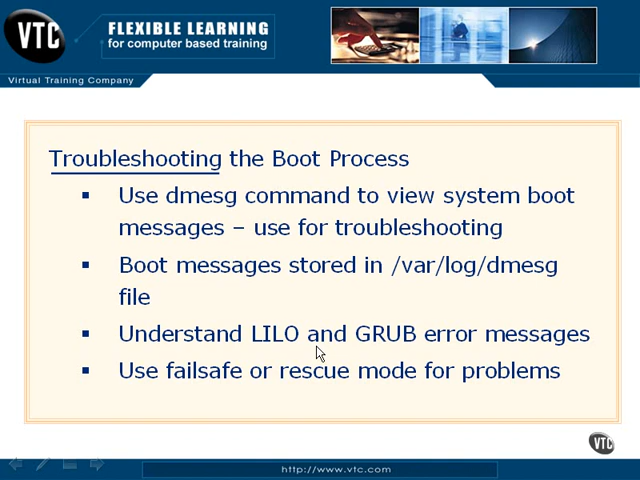 VTC
FLEXIBLE LEARNING
for computer based training
Virtual Training Company
Troubleshooting the Boot Process
▪ Use dmesg command to view system boot
messages – use for troubleshooting
▪ Boot messages stored in /var/log/dmesg
file
▪ Understand LILO and GRUB error messages
▪ Use failsafe or rescue mode for problems
VTC
http://www.vtc.com